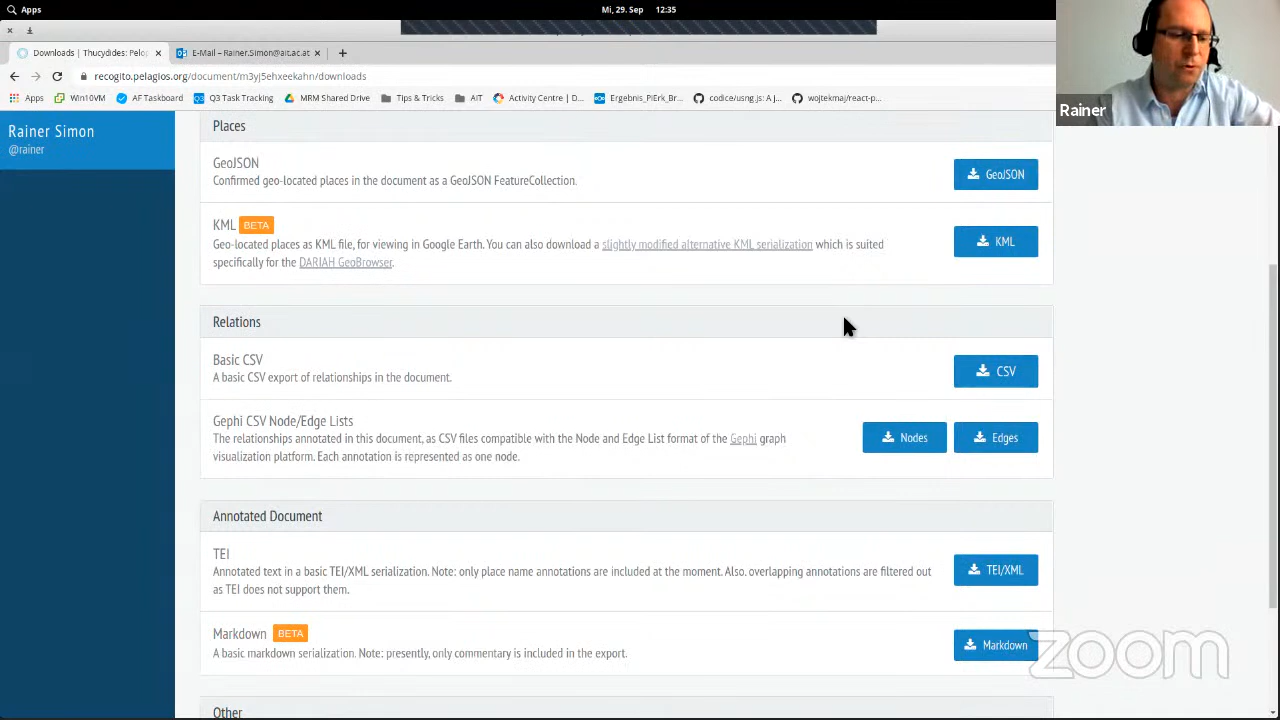 Apps
Mi, 29. Sep 12:35
Downloads | Thucydides: Pelop
E-Mail – Rainer.Simon@ait.ac.at
recogito.pelagios.org/document/m3yj5ehxeekahn/downloads
Apps
Win10VM
AF Taskboard
Q3 Task Tracking
MRM Shared Drive
Tips & Tricks
AIT
Activity Centre | D...
Ergebnis_PiErk_Br...
codice/usng.js: A j...
wojtekmaj/react-p...
Rainer
Rainer Simon
@rainer
Places
GeoJSON
Confirmed geo-located places in the document as a GeoJSON FeatureCollection.
GeoJSON
KML BETA
Geo-located places as KML file, for viewing in Google Earth. You can also download a slightly modified alternative KML serialization which is suited
specifically for the DARIAH GeoBrowser.
KML
Relations
Basic CSV
A basic CSV export of relationships in the document.
CSV
Gephi CSV Node/Edge Lists
The relationships annotated in this document, as CSV files compatible with the Node and Edge List format of the Gephi graph
visualization platform. Each annotation is represented as one node.
Nodes
Edges
Annotated Document
TEI
Annotated text in a basic TEI/XML serialization. Note: only place name annotations are included at the moment. Also. overlapping annotations are filtered out
as TEI does not support them.
TEI/XML
Markdown BETA
A basic markdown serialization. Note: presently, only commentary is included in the export.
Markdown
zoom
Other